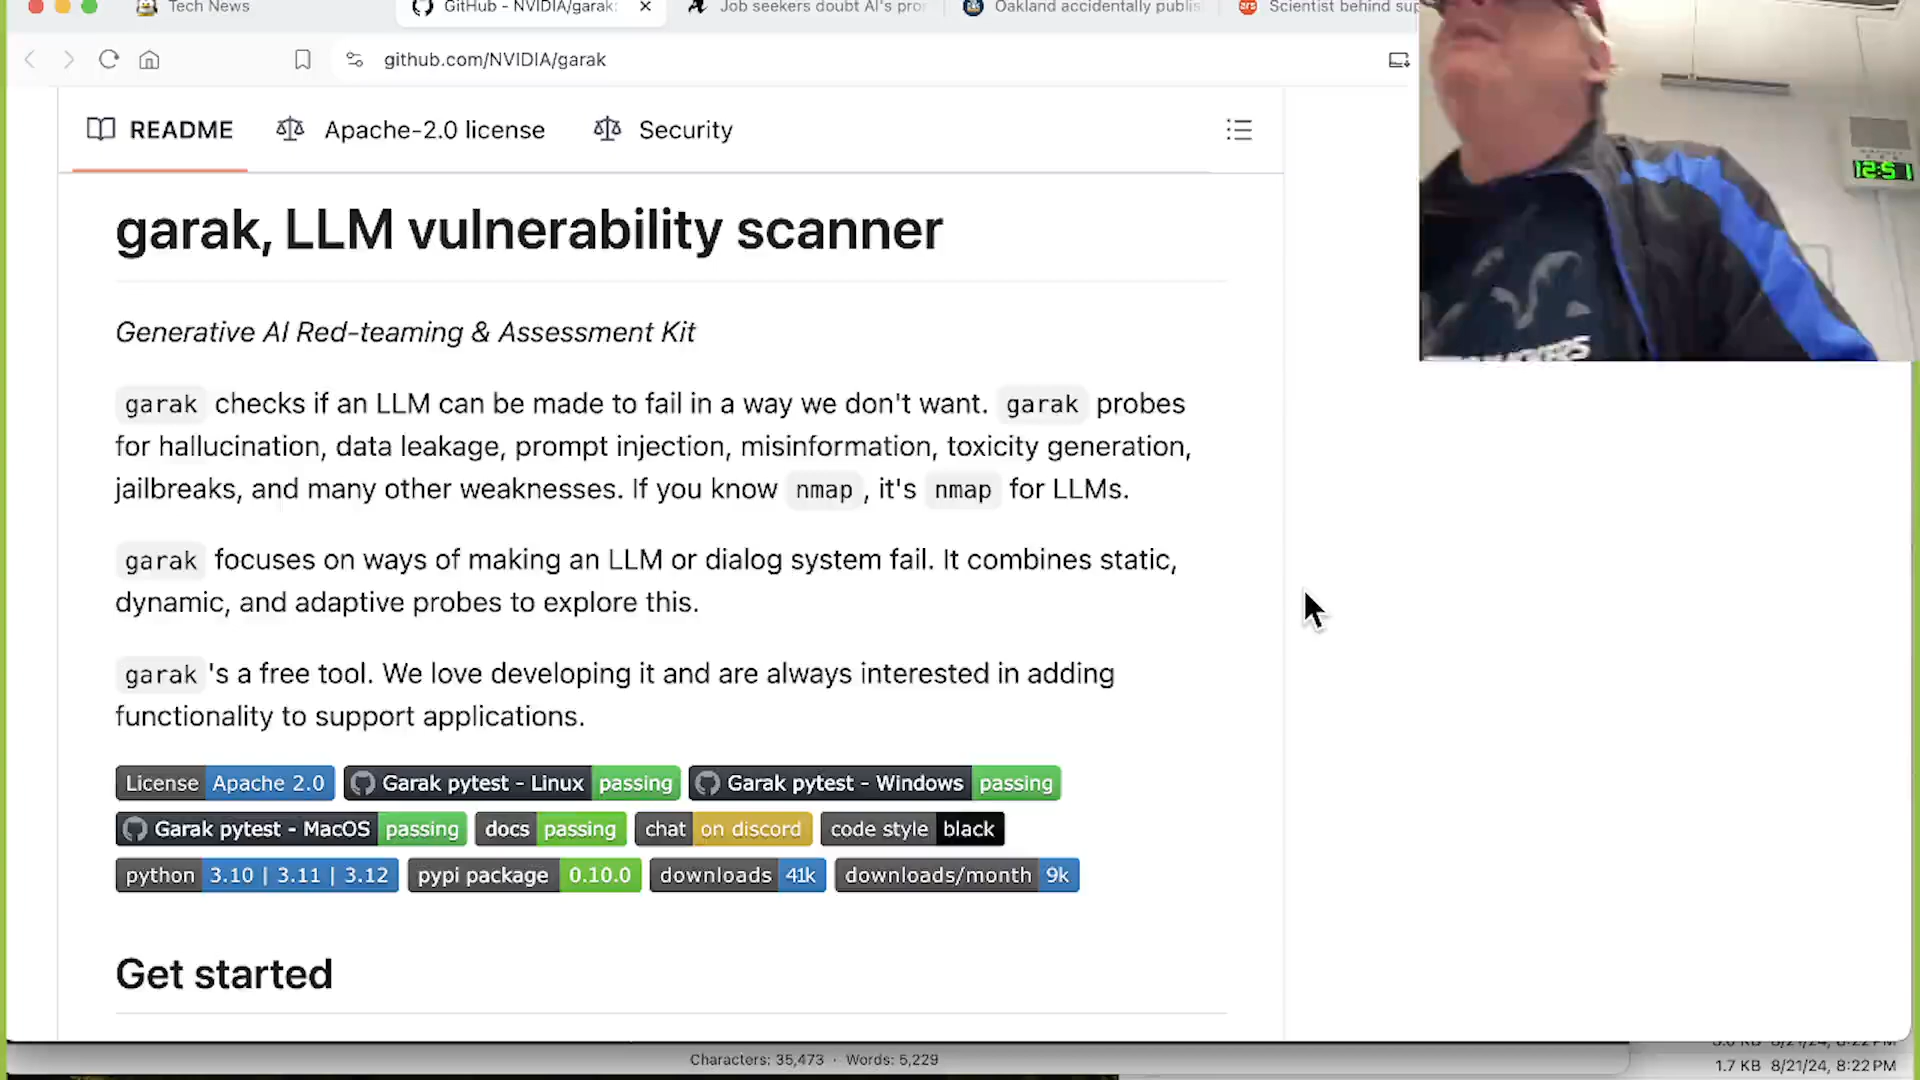 Tech News
GitHub - NVIDIA/garak:
Job seekers doubt AI's pro
Oakland accidentally publis
Scientist behind sup
github.com/NVIDIA/garak
README
Apache-2.0 license
Security
12:51
garak, LLM vulnerability scanner
Generative AI Red-teaming & Assessment Kit
garak checks if an LLM can be made to fail in a way we don't want. garak probes
for hallucination, data leakage, prompt injection, misinformation, toxicity generation,
jailbreaks, and many other weaknesses. If you know nmap, it's nmap for LLMs.
garak focuses on ways of making an LLM or dialog system fail. It combines static,
dynamic, and adaptive probes to explore this.
garak's a free tool. We love developing it and are always interested in adding
functionality to support applications.
License Apache 2.0 Garak pytest - Linux passing Garak pytest - Windows passing
Garak pytest - MacOS passing docs passing chat on discord code style black
python 3.10 | 3.11 | 3.12 pypi package 0.10.0 downloads 41k downloads/month 9k
Get started
Characters: 35,473 · Words: 5,229
1.7 KB 8/21/24, 8:22 PM